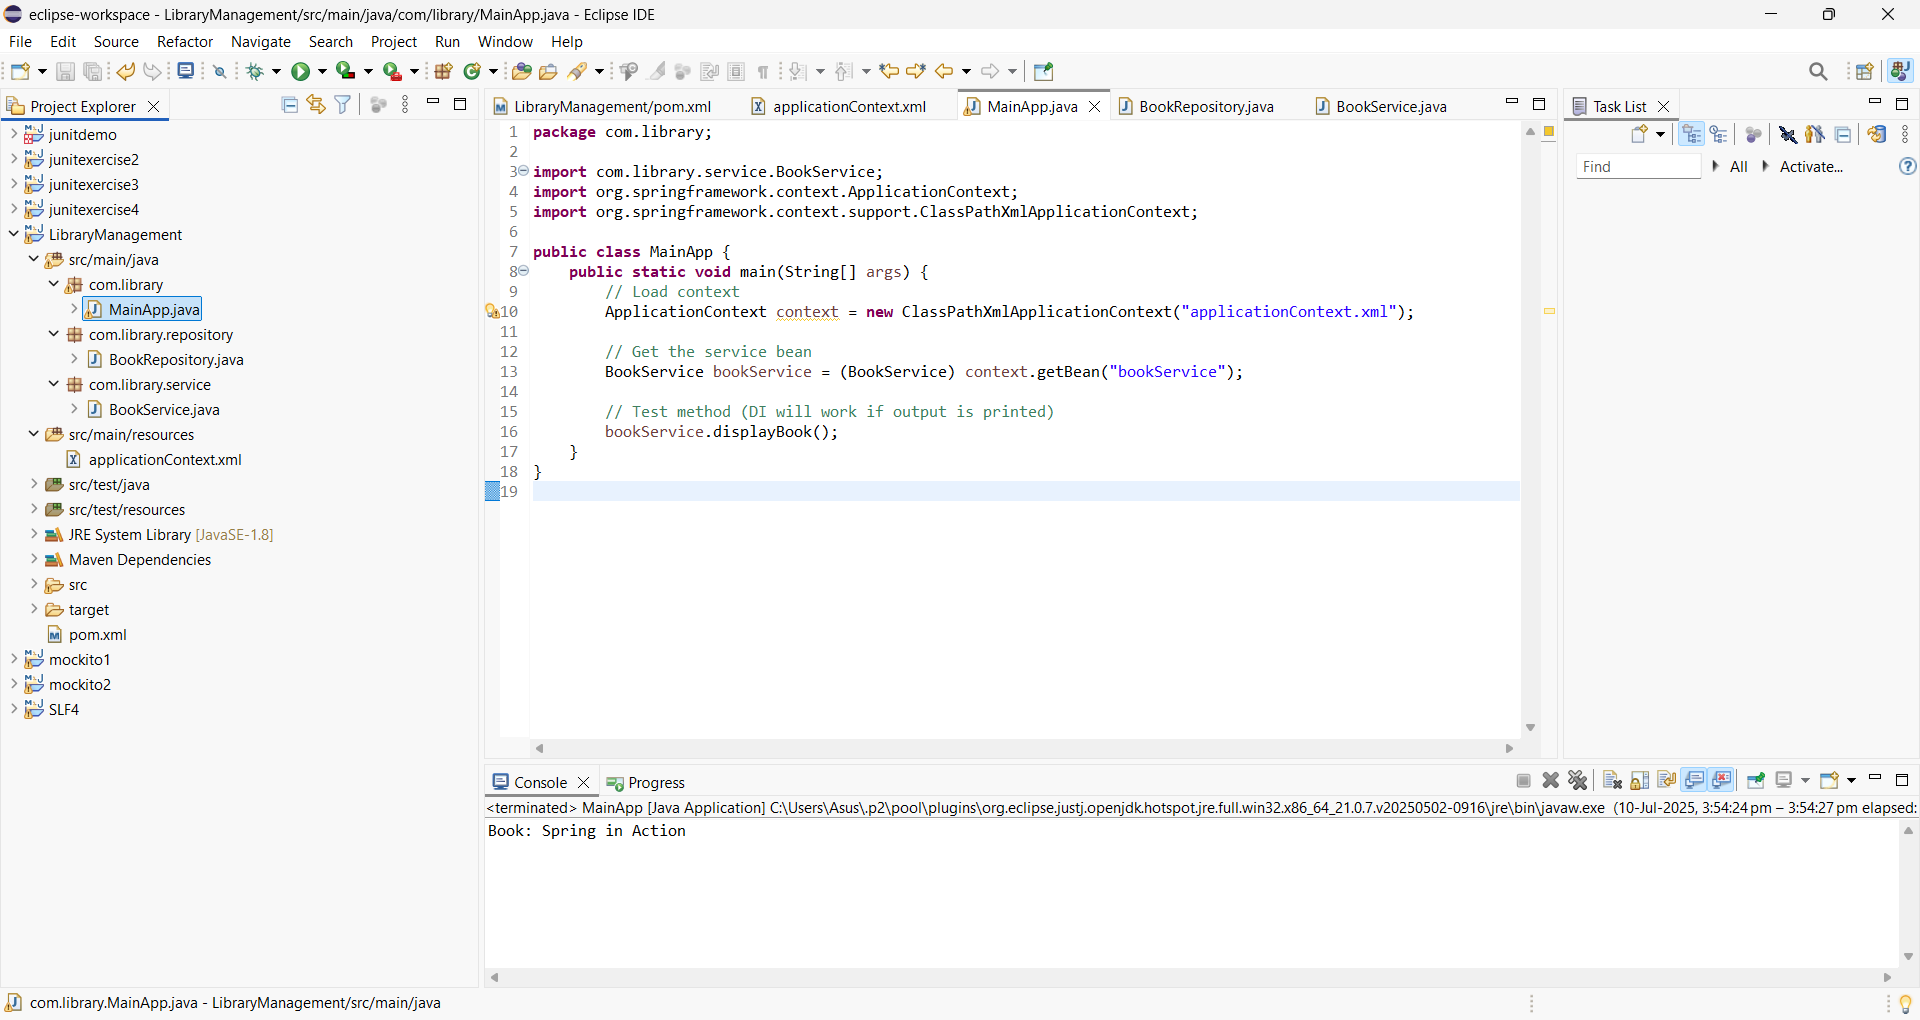 eclipse-workspace - LibraryManagement/src/main/java/com/library/MainApp.java - Eclipse IDE
File Edit Source Refactor Navigate Search Project Run Window Help
Project Explorer
junitdemo
junitexercise2
junitexercise3
junitexercise4
LibraryManagement
src/main/java
com.library
MainApp.java
com.library.repository
BookRepository.java
com.library.service
BookService.java
src/main/resources
applicationContext.xml
src/test/java
src/test/resources
JRE System Library [JavaSE-1.8]
Maven Dependencies
src
target
pom.xml
mockito1
mockito2
SLF4
LibraryManagement/pom.xml applicationContext.xml MainApp.java BookRepository.java BookService.java
1 package com.library;
2
3 import com.library.service.BookService;
4 import org.springframework.context.ApplicationContext;
5 import org.springframework.context.support.ClassPathXmlApplicationContext;
6
7 public class MainApp {
8     public static void main(String[] args) {
9         // Load context
10         ApplicationContext context = new ClassPathXmlApplicationContext("applicationContext.xml");
11
12         // Get the service bean
13         BookService bookService = (BookService) context.getBean("bookService");
14
15         // Test method (DI will work if output is printed)
16         bookService.displayBook();
17     }
18 }
19
Task List
Find All Activate...
Console Progress
<terminated> MainApp [Java Application] C:\Users\Asus\.p2\pool\plugins\org.eclipse.justj.openjdk.hotspot.jre.full.win32.x86_64_21.0.7.v20250502-0916\jre\bin\javaw.exe (10-Jul-2025, 3:54:24 pm – 3:54:27 pm elapsed:
Book: Spring in Action
com.library.MainApp.java - LibraryManagement/src/main/java